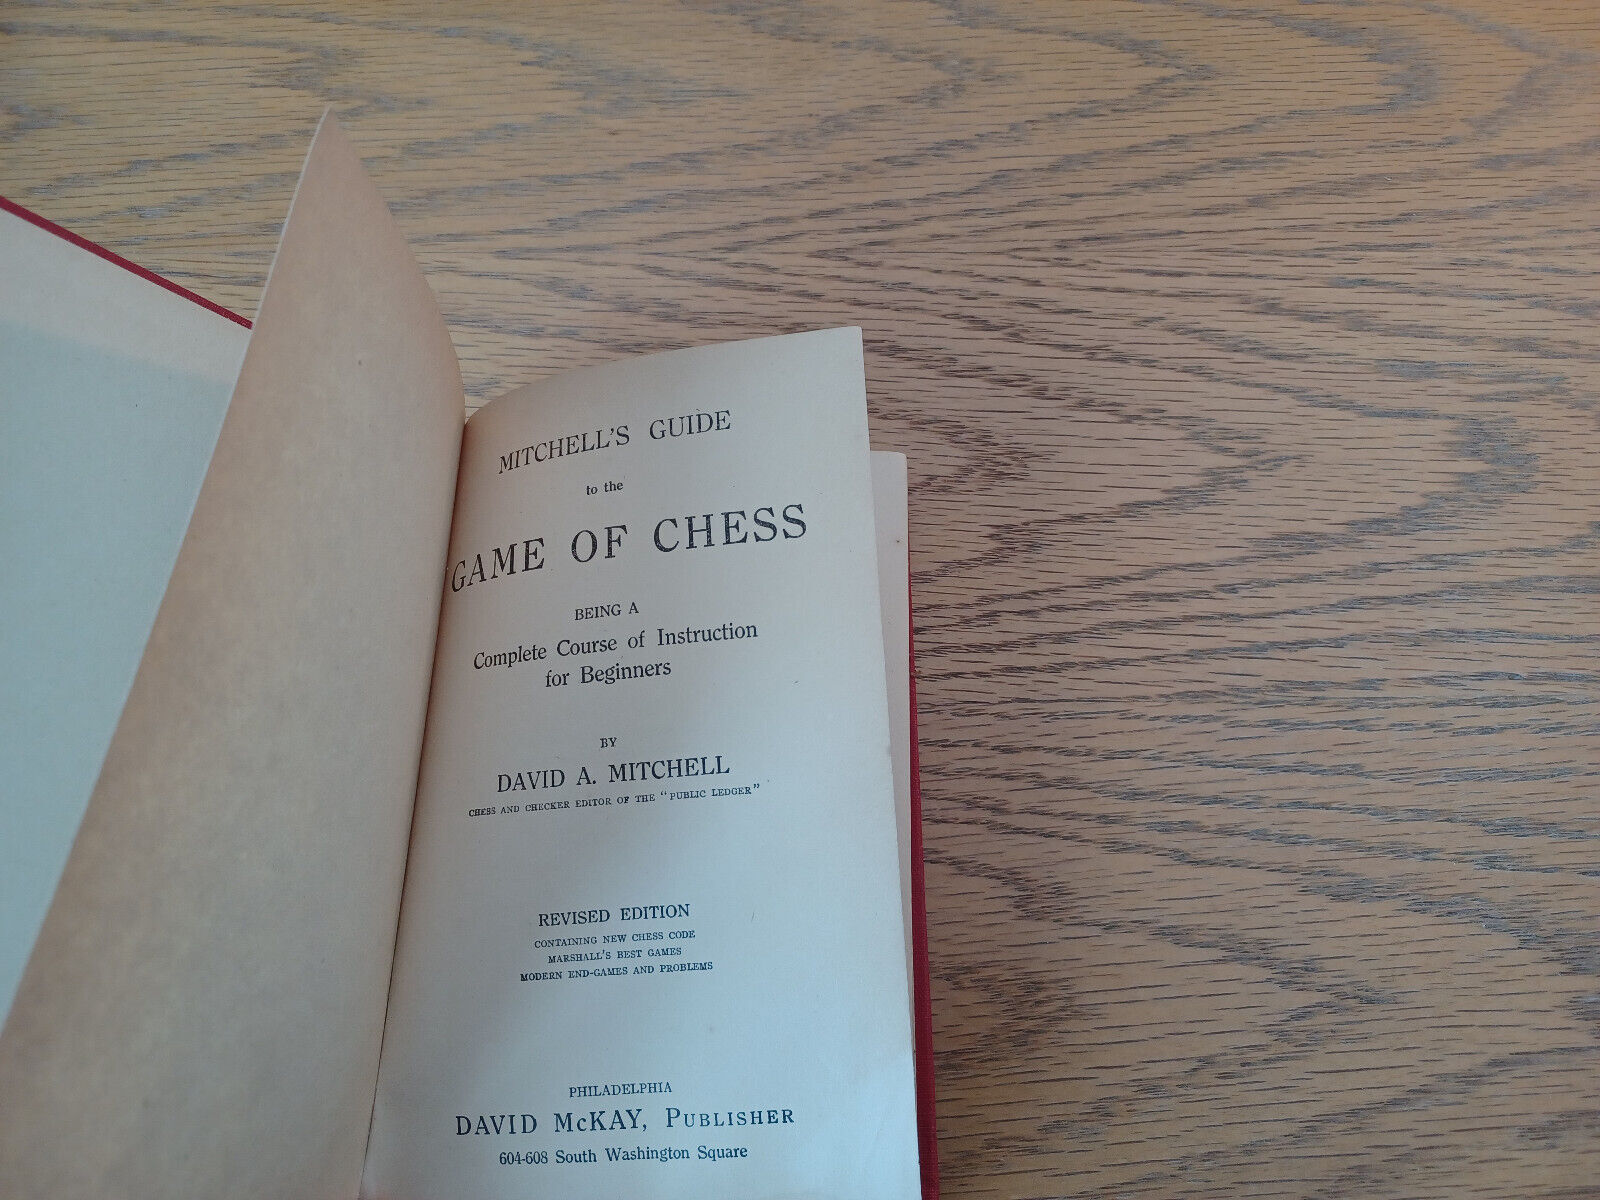 MITCHELL'S GUIDE
to the
GAME OF CHESS
BEING A
Complete Course of Instruction
for Beginners
BY
DAVID A. MITCHELL
CHESS AND CHECKER EDITOR OF THE "PUBLIC LEDGER"
REVISED EDITION
CONTAINING NEW CHESS CODE
MARSHALL'S BEST GAMES
MODERN END-GAMES AND PROBLEMS
PHILADELPHIA
DAVID McKAY, PUBLISHER
604-608 South Washington Square